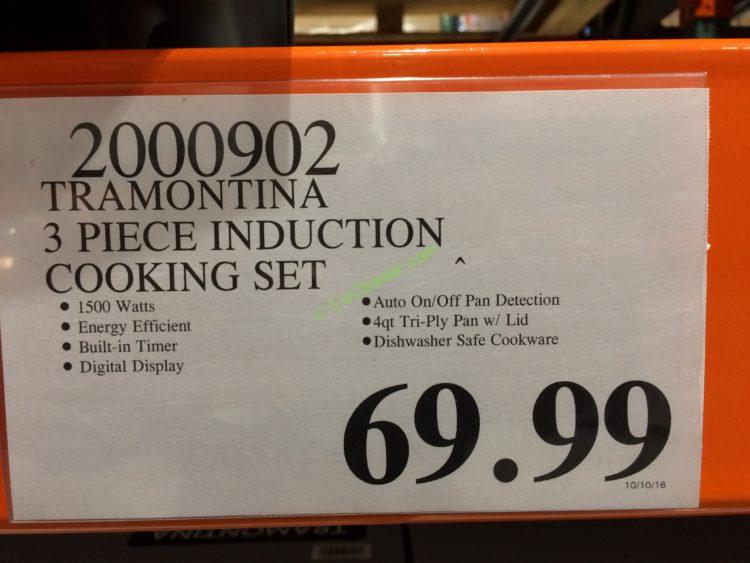 2000902
TRAMONTINA
3 PIECE INDUCTION
COOKING SET ^
• 1500 Watts
• Energy Efficient
• Built-in Timer
• Digital Display
• Auto On/Off Pan Detection
• 4qt Tri-Ply Pan w/ Lid
• Dishwasher Safe Cookware
69.99
10/10/16
TRAMONTINA